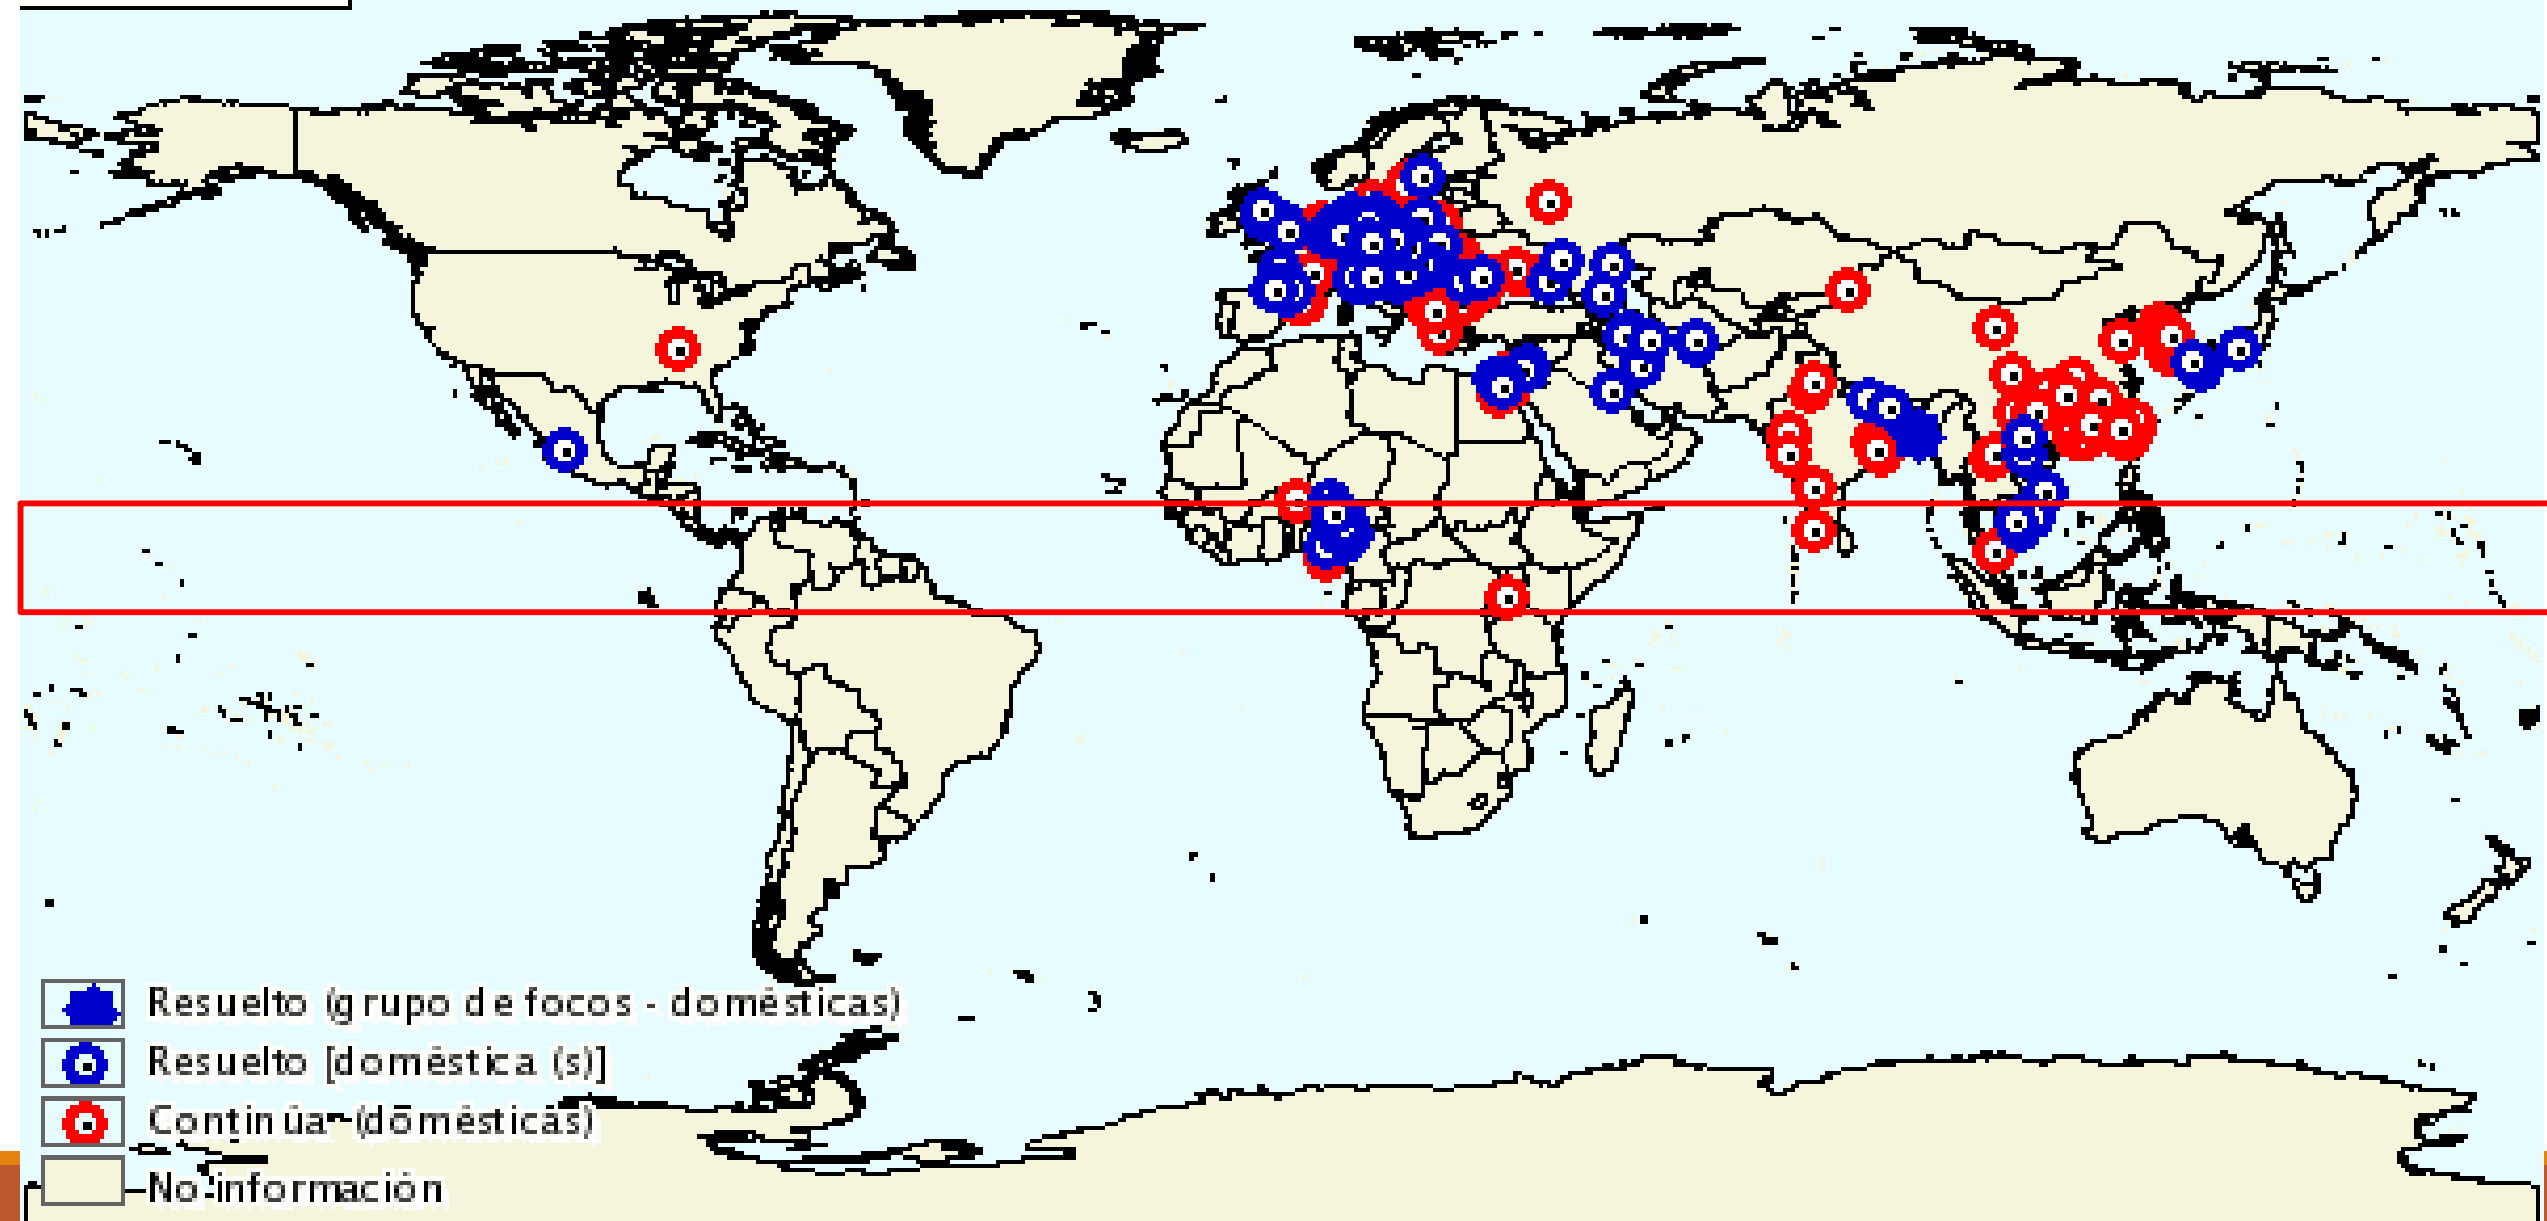 Resuelto (grupo de focos - domésticas)
Resuelto [doméstica (s)]
Continúa (domésticas)
No información